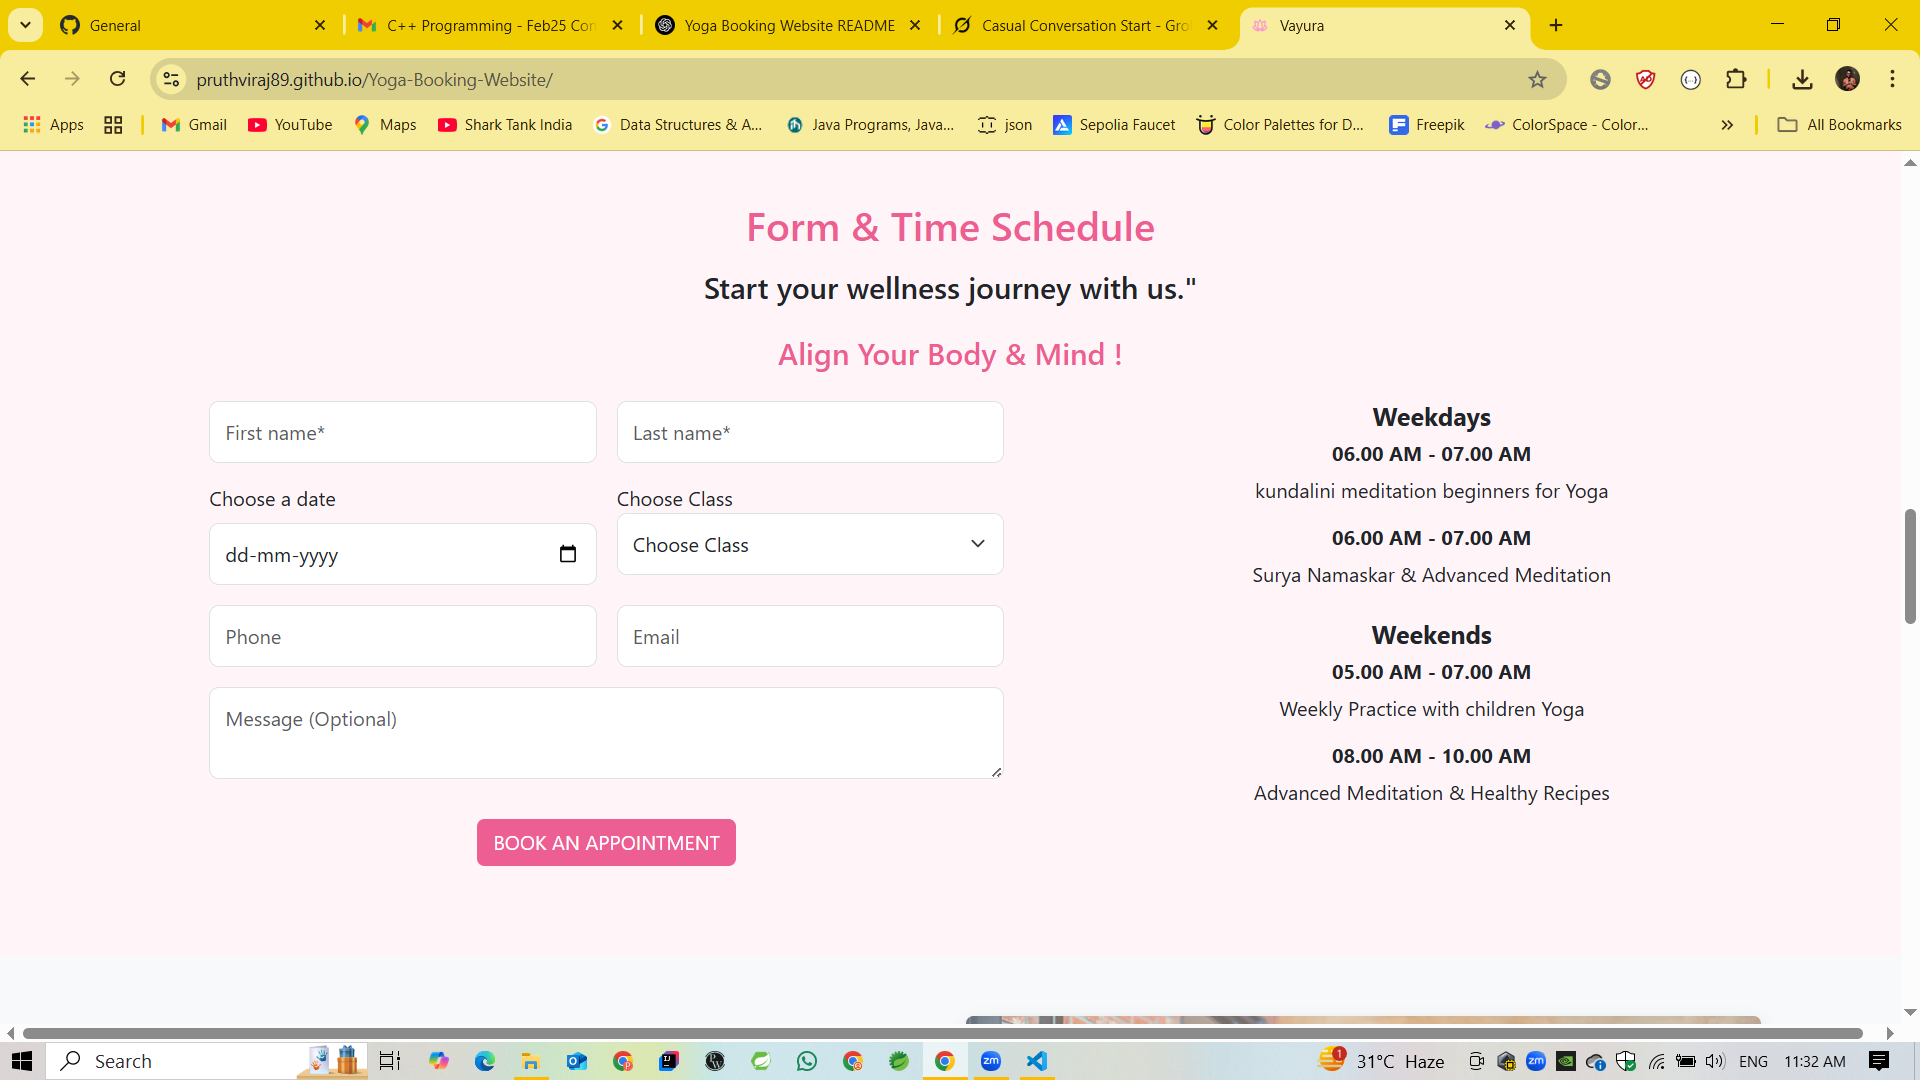 General
C++ Programming - Feb25 Con
Yoga Booking Website README
Casual Conversation Start - Gro
Vayura
pruthviraj89.github.io/Yoga-Booking-Website/
Apps
Gmail
YouTube
Maps
Shark Tank India
Data Structures & A...
Java Programs, Java...
json
Sepolia Faucet
Color Palettes for D...
Freepik
ColorSpace - Color...
All Bookmarks
Form & Time Schedule
Start your wellness journey with us."
Align Your Body & Mind !
First name*
Last name*
Choose a date
Choose Class
dd-mm-yyyy
Choose Class
Phone
Email
Message (Optional)
BOOK AN APPOINTMENT
Weekdays
06.00 AM - 07.00 AM
kundalini meditation beginners for Yoga
06.00 AM - 07.00 AM
Surya Namaskar & Advanced Meditation
Weekends
05.00 AM - 07.00 AM
Weekly Practice with children Yoga
08.00 AM - 10.00 AM
Advanced Meditation & Healthy Recipes
Search
zm
1
31°C Haze
zm
ENG
11:32 AM